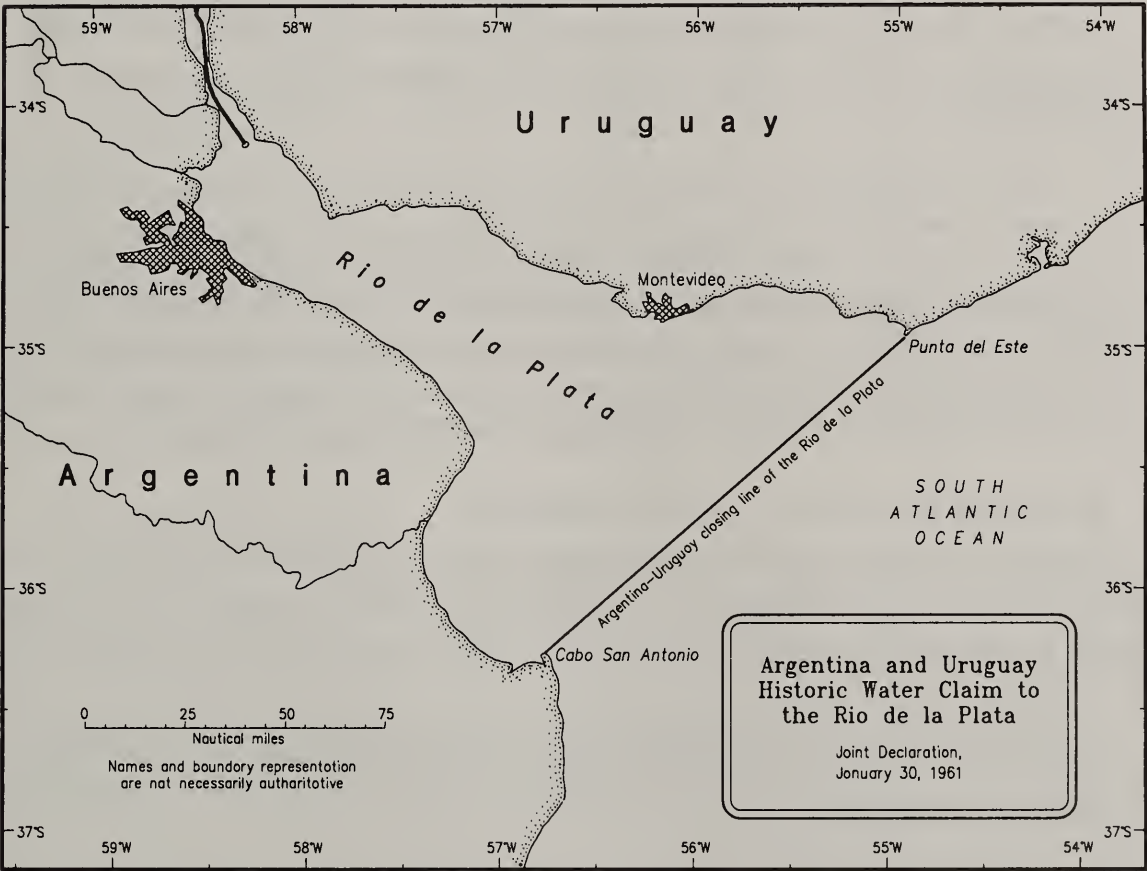 59°W 58°W 57°W 56°W 55°W 54°W
34°S 34°S
Uruguay
Rio de la Plata
Buenos Aires
Montevideo
35°S 35°S
Punta del Este
Argentina-Uruguay closing line of the Rio de la Plata
Argentina
SOUTH
ATLANTIC
OCEAN
36°S 36°S
Cabo San Antonio
0 25 50 75
Nautical miles
Names and boundary representation
are not necessarily authoritative
Argentina and Uruguay
Historic Water Claim to
the Rio de la Plata
Joint Declaration,
January 30, 1961
37°S 37°S
59°W 58°W 57°W 56°W 55°W 54°W